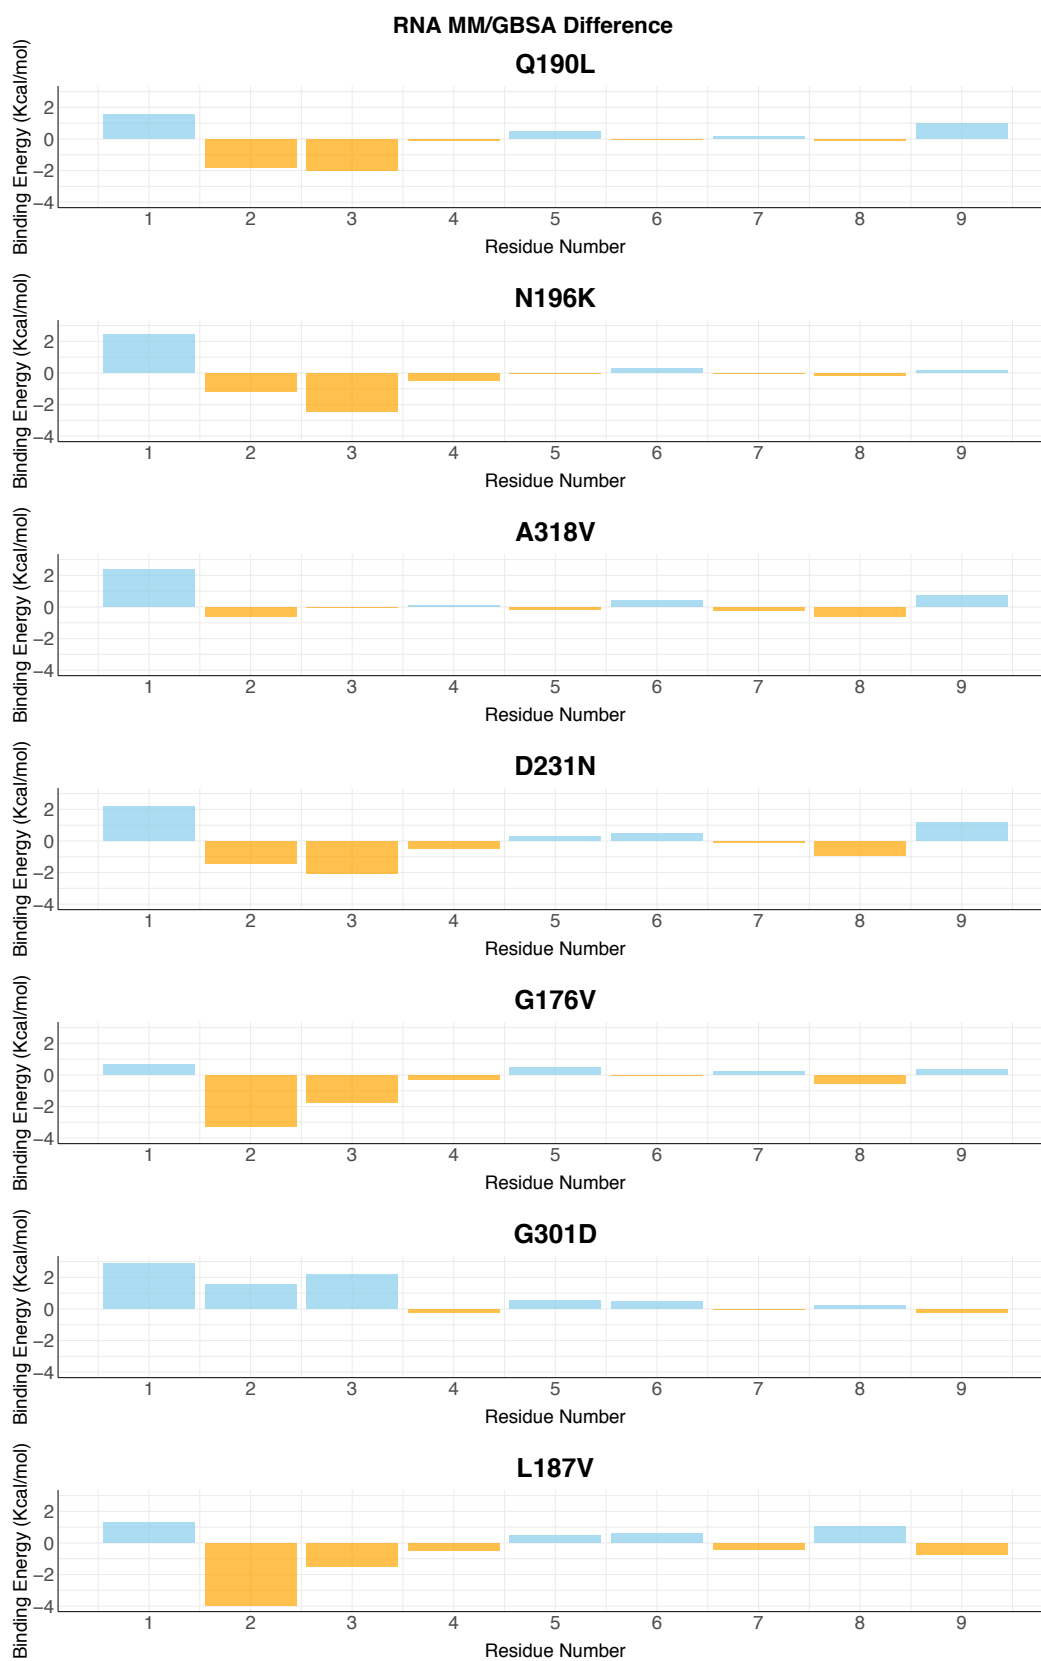 RNA MM/GBSA Difference
Q190L
Binding Energy (Kcal/mol)
2
0
−2
−4
1 2 3 4 5 6 7 8 9
Residue Number
N196K
Binding Energy (Kcal/mol)
2
0
−2
−4
1 2 3 4 5 6 7 8 9
Residue Number
A318V
Binding Energy (Kcal/mol)
2
0
−2
−4
1 2 3 4 5 6 7 8 9
Residue Number
D231N
Binding Energy (Kcal/mol)
2
0
−2
−4
1 2 3 4 5 6 7 8 9
Residue Number
G176V
Binding Energy (Kcal/mol)
2
0
−2
−4
1 2 3 4 5 6 7 8 9
Residue Number
G301D
Binding Energy (Kcal/mol)
2
0
−2
−4
1 2 3 4 5 6 7 8 9
Residue Number
L187V
Binding Energy (Kcal/mol)
2
0
−2
−4
1 2 3 4 5 6 7 8 9
Residue Number